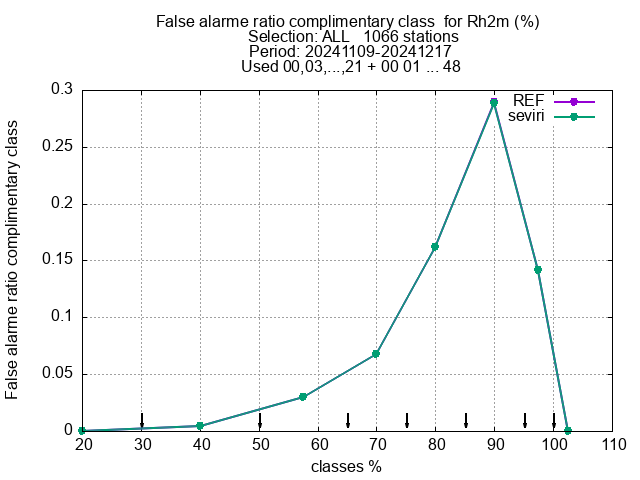 False alarme ratio complimentary class  for Rh2m (%)
Selection: ALL   1066 stations
Period: 20241109-20241217
Used 00,03,...,21 + 00 01 ... 48
REF
seviri
False alarme ratio complimentary class
0.3
0.25
0.2
0.15
0.1
0.05
0
20 30 40 50 60 70 80 90 100 110
classes %